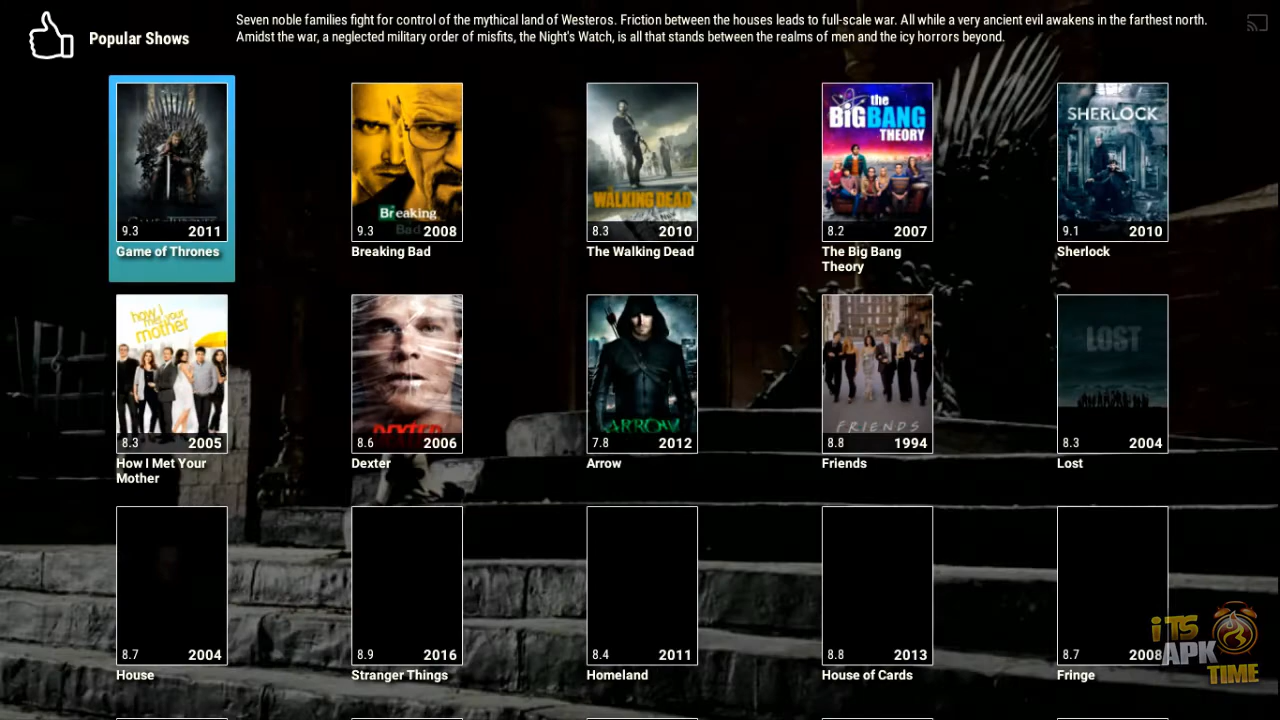 Popular Shows
Seven noble families fight for control of the mythical land of Westeros. Friction between the houses leads to full-scale war. All while a very ancient evil awakens in the farthest north.
Amidst the war, a neglected military order of misfits, the Night's Watch, is all that stands between the realms of men and the icy horrors beyond.
GAME OF THRONES
9.3 2011
Game of Thrones
Breaking
Bad
9.3 2008
Breaking Bad
WALKING DEAD
8.3 2010
The Walking Dead
the
BIG BANG
THEORY
8.2 2007
The Big Bang
Theory
SHERLOCK
9.1 2010
Sherlock
how i
met your
mother
8.3 2005
How I Met Your
Mother
DEXTER
8.6 2006
Dexter
ARROW
7.8 2012
Arrow
FRIENDS
8.8 1994
Friends
LOST
8.3 2004
Lost
8.7 2004
House
8.9 2016
Stranger Things
8.4 2011
Homeland
8.8 2013
House of Cards
8.7 2008
Fringe
iTS
APK
TIME